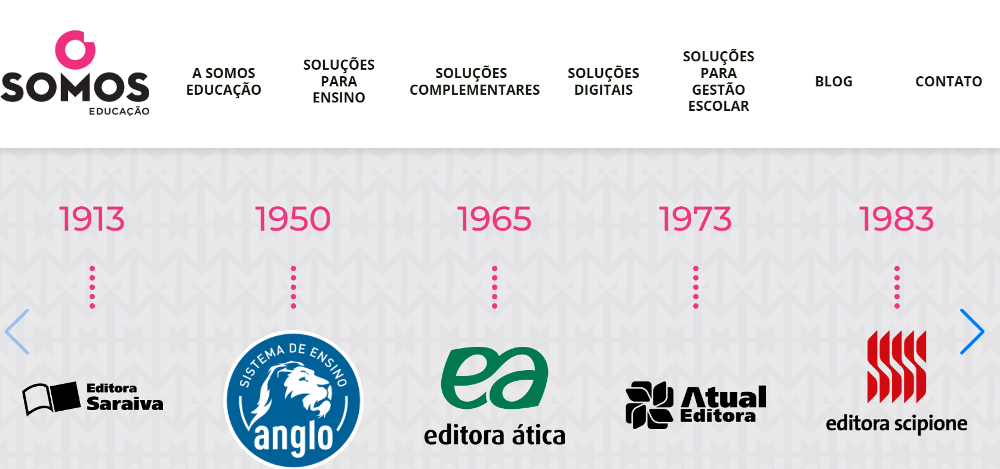 SOMOS
EDUCAÇÃO
A SOMOS
EDUCAÇÃO
SOLUÇÕES
PARA
ENSINO
SOLUÇÕES
COMPLEMENTARES
SOLUÇÕES
DIGITAIS
SOLUÇÕES
PARA
GESTÃO
ESCOLAR
BLOG
CONTATO
1913
1950
1965
1973
1983
Editora
Saraiva
SISTEMA DE ENSINO
anglo
ea
editora ática
Atual
Editora
editora scipione